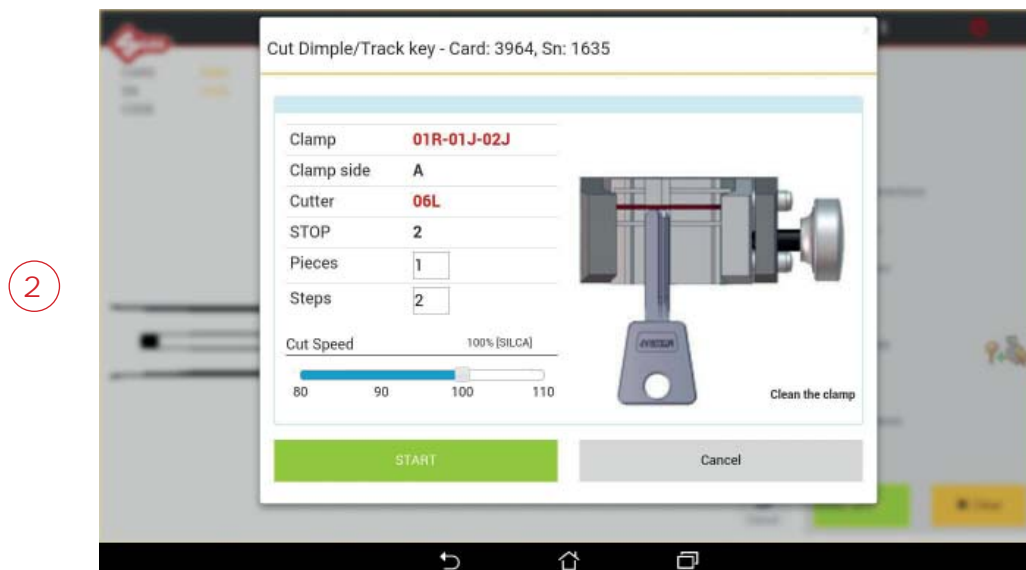 Cut Dimple/Track key - Card: 3964, Sn: 1635
Clamp 01R-01J-02J
Clamp side A
Cutter 06L
STOP 2
Pieces 1
Steps 2
Cut Speed 100% [SILCA]
80 90 100 110
Clean the clamp
START Cancel
2